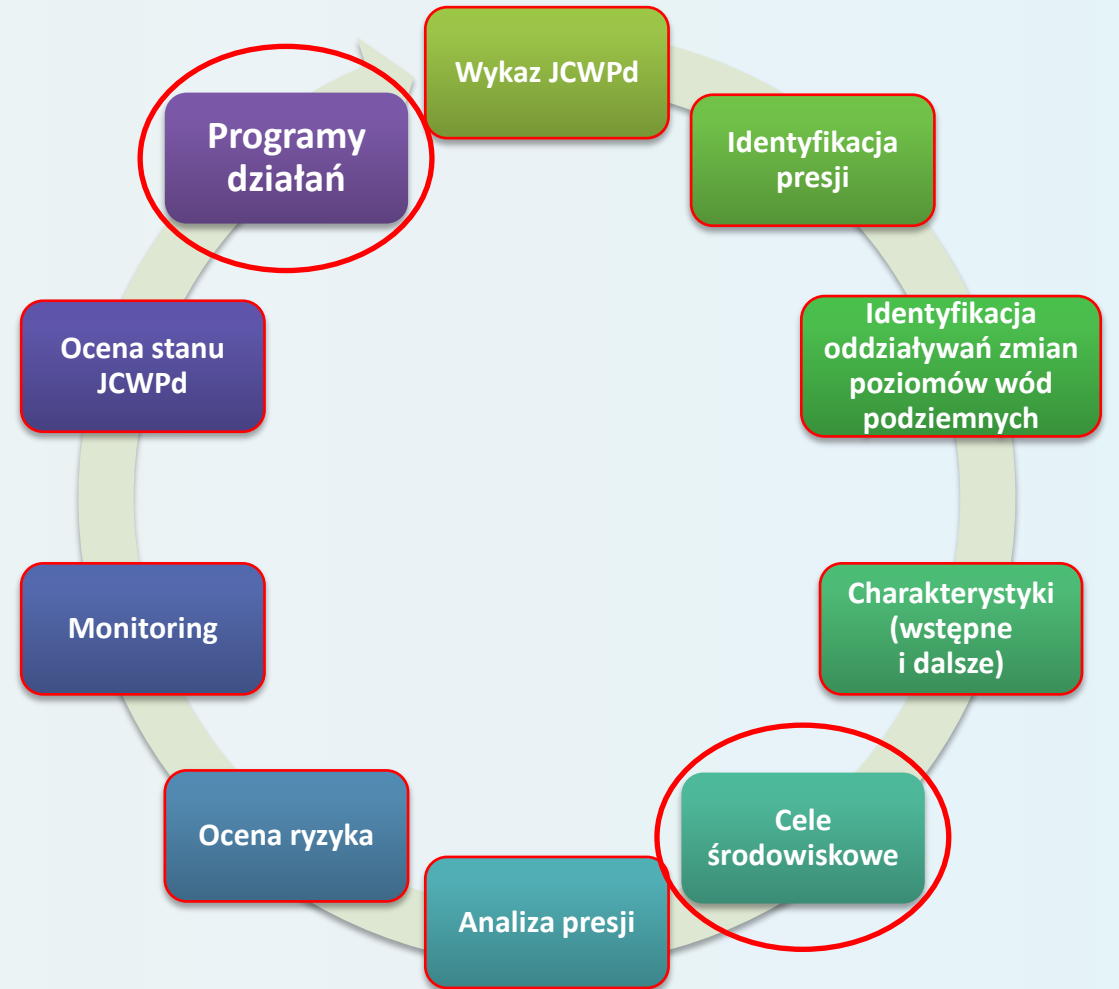 Wykaz JCWPd
Identyfikacja
presji
Identyfikacja
oddziaływań zmian
poziomów wód
podziemnych
Charakterystyki
(wstępne
i dalsze)
Cele
środowiskowe
Analiza presji
Ocena ryzyka
Monitoring
Ocena stanu
JCWPd
Programy
działań